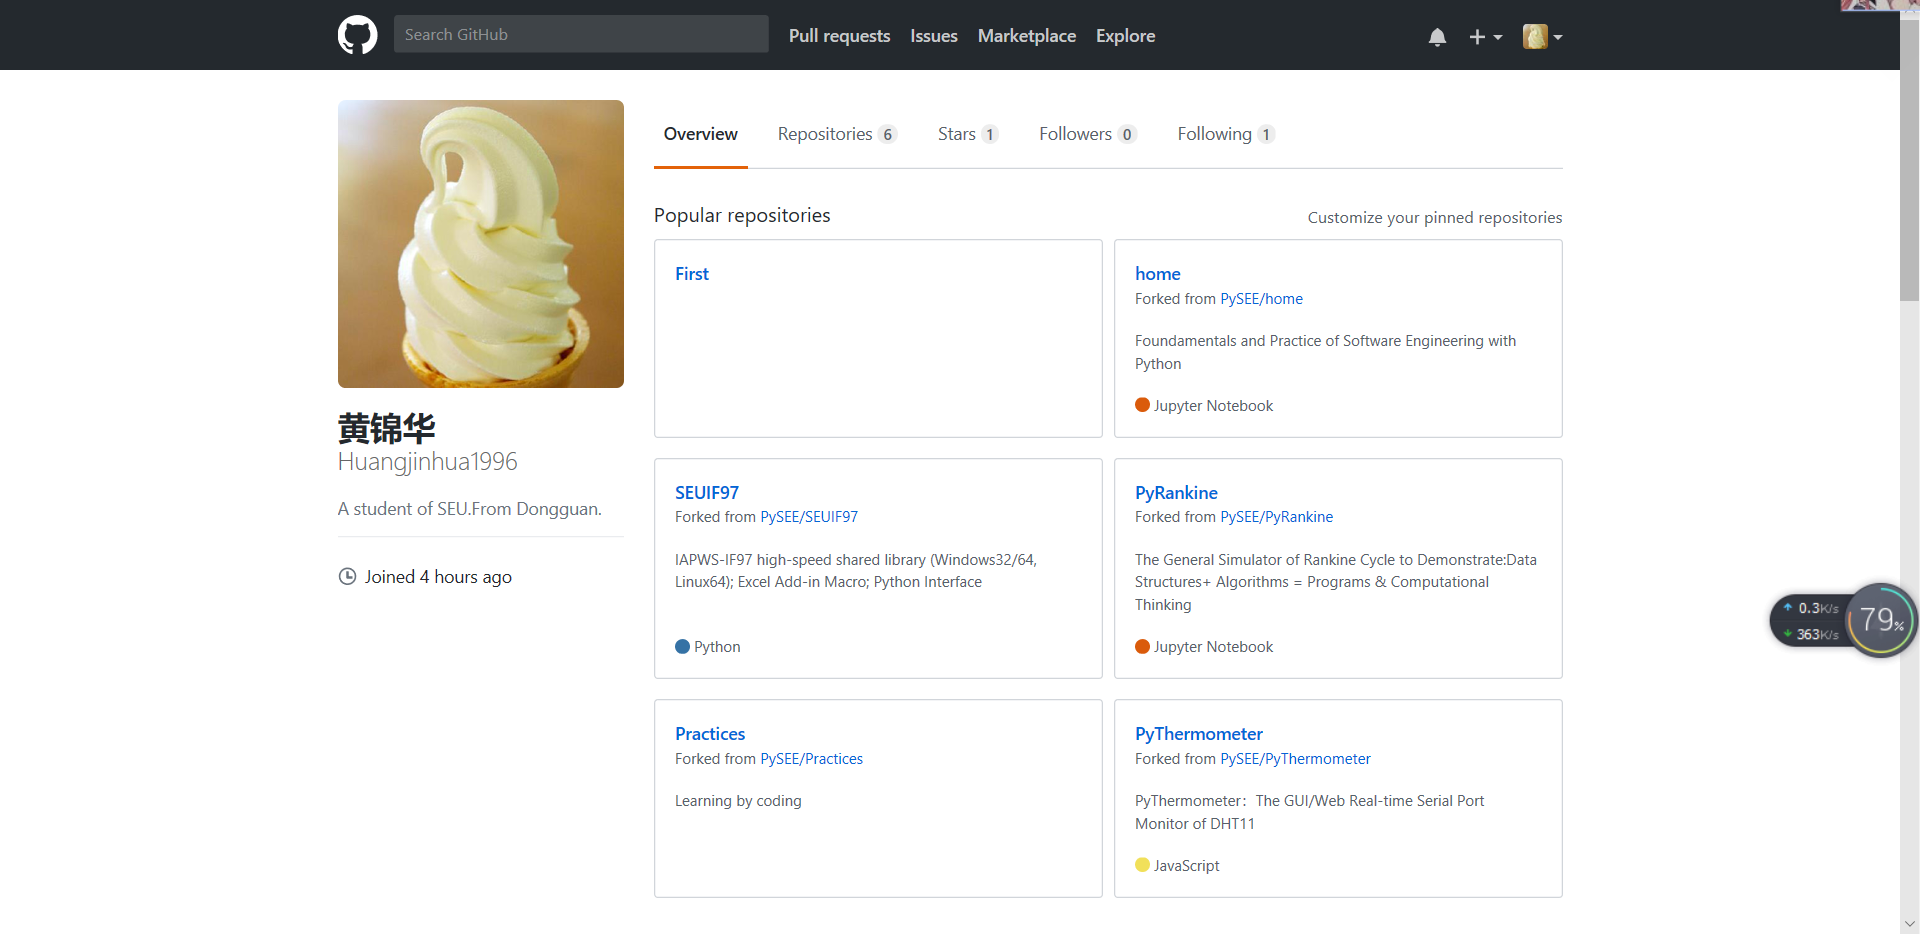 Search GitHub
Pull requests Issues Marketplace Explore
Overview Repositories 6 Stars 1 Followers 0 Following 1
黄锦华
Huangjinhua1996
A student of SEU.From Dongguan.
Joined 4 hours ago
Popular repositories
Customize your pinned repositories
First
home
Forked from PySEE/home
Foundamentals and Practice of Software Engineering with
Python
Jupyter Notebook
SEUIF97
Forked from PySEE/SEUIF97
IAPWS-IF97 high-speed shared library (Windows32/64,
Linux64); Excel Add-in Macro; Python Interface
Python
PyRankine
Forked from PySEE/PyRankine
The General Simulator of Rankine Cycle to Demonstrate:Data
Structures+ Algorithms = Programs & Computational
Thinking
Jupyter Notebook
Practices
Forked from PySEE/Practices
Learning by coding
PyThermometer
Forked from PySEE/PyThermometer
PyThermometer：The GUI/Web Real-time Serial Port
Monitor of DHT11
JavaScript
0.3K/s
363K/s
79%